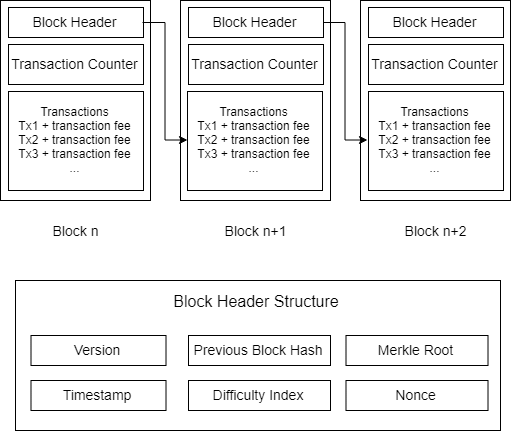 Block Header
Block Header
Block Header
Transaction Counter
Transaction Counter
Transaction Counter
Transactions
Tx1 + transaction fee
Tx2 + transaction fee
Tx3 + transaction fee
...
Transactions
Tx1 + transaction fee
Tx2 + transaction fee
Tx3 + transaction fee
...
Transactions
Tx1 + transaction fee
Tx2 + transaction fee
Tx3 + transaction fee
...
Block n
Block n+1
Block n+2
Block Header Structure
Version
Previous Block Hash
Merkle Root
Timestamp
Difficulty Index
Nonce